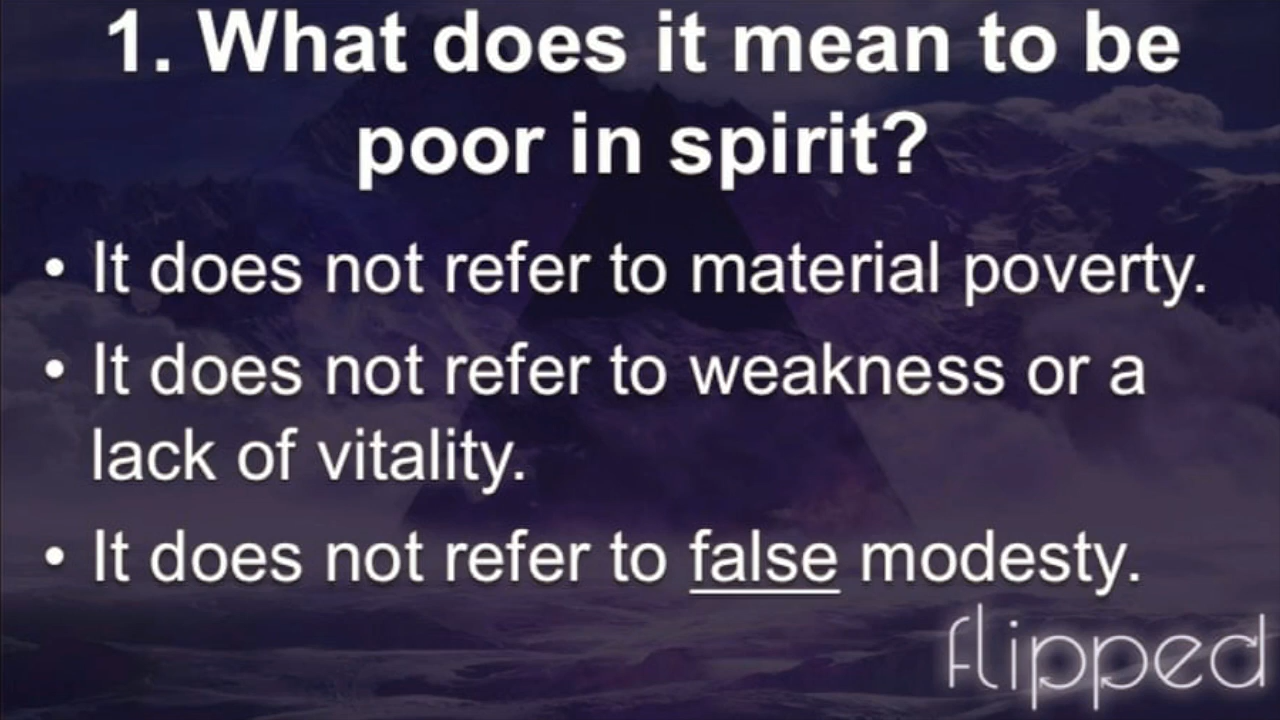 1. What does it mean to be
poor in spirit?
• It does not refer to material poverty.
• It does not refer to weakness or a
lack of vitality.
• It does not refer to false modesty.
flipped